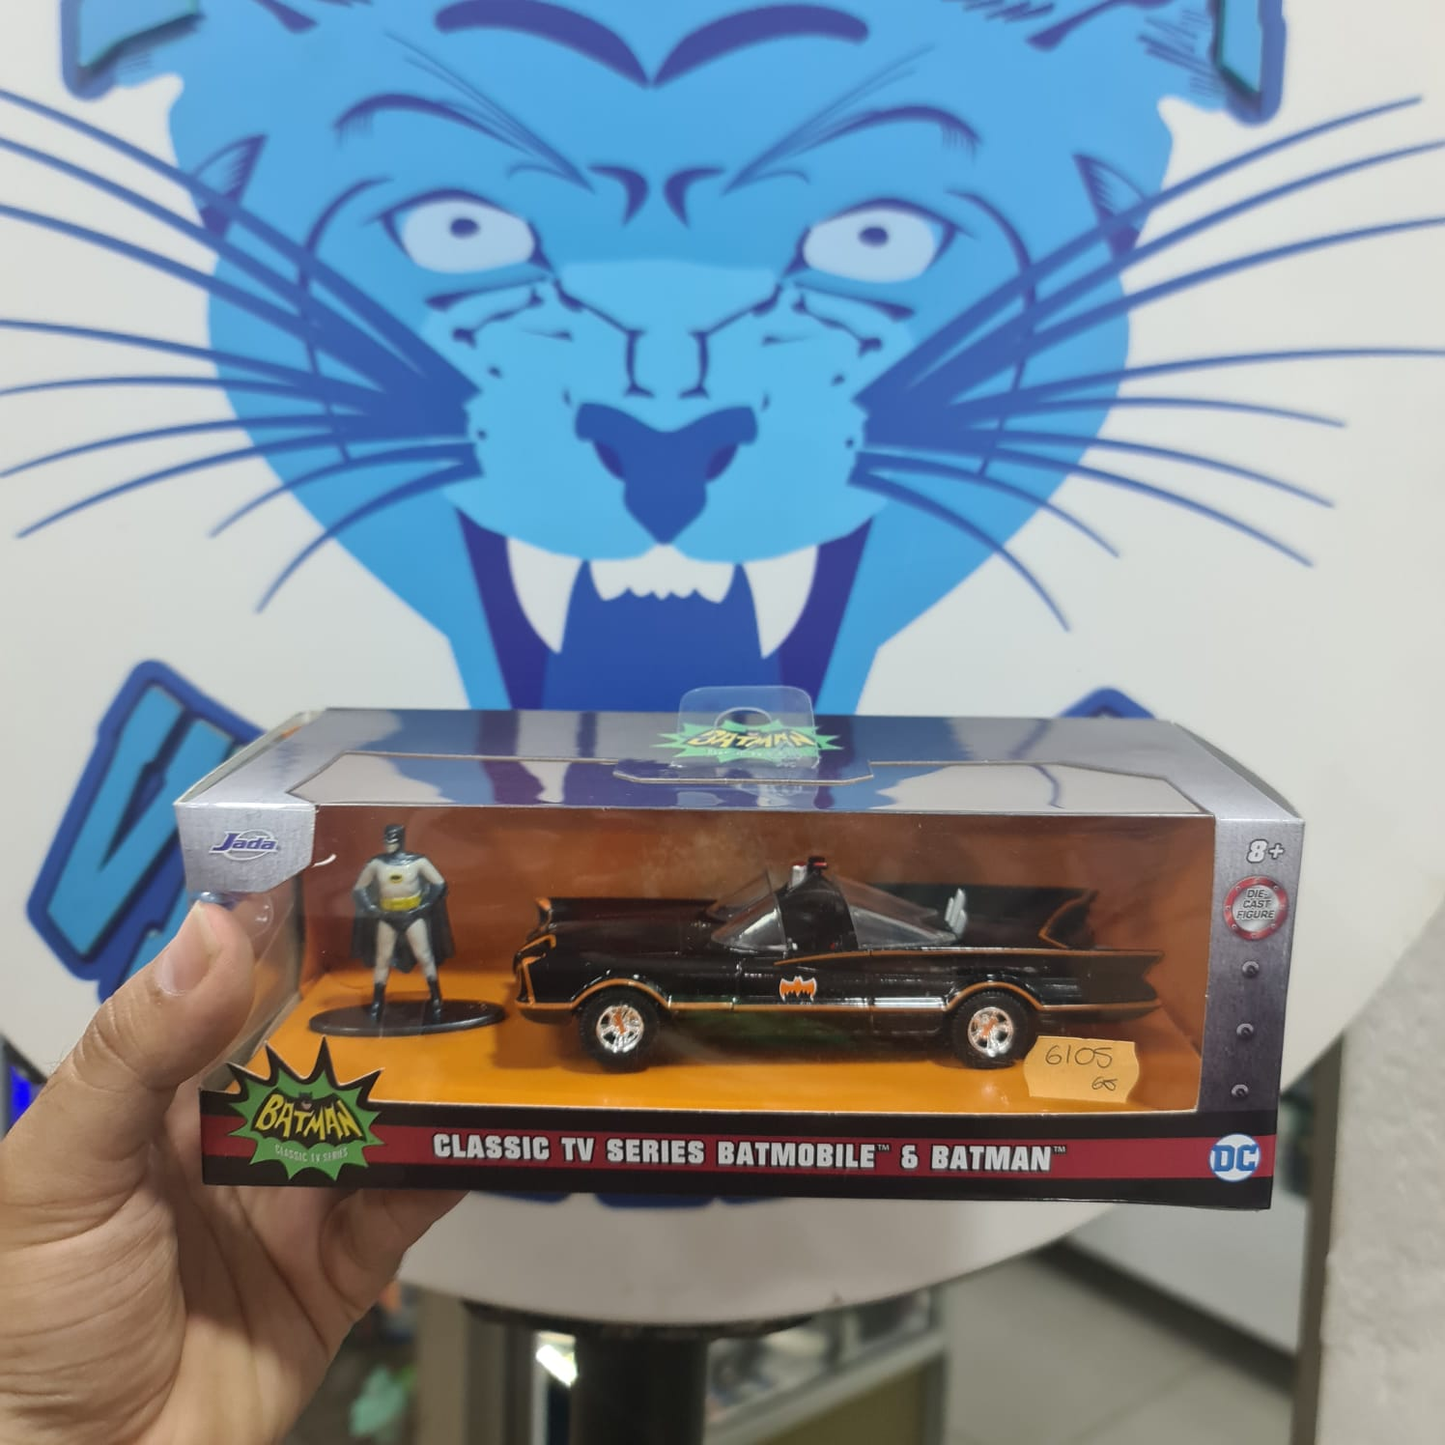 BATMAN
Jada
8+
DIE-
CAST
FIGURE
6105
BATMAN
CLASSIC TV SERIES
CLASSIC TV SERIES BATMOBILE™ & BATMAN™
DC